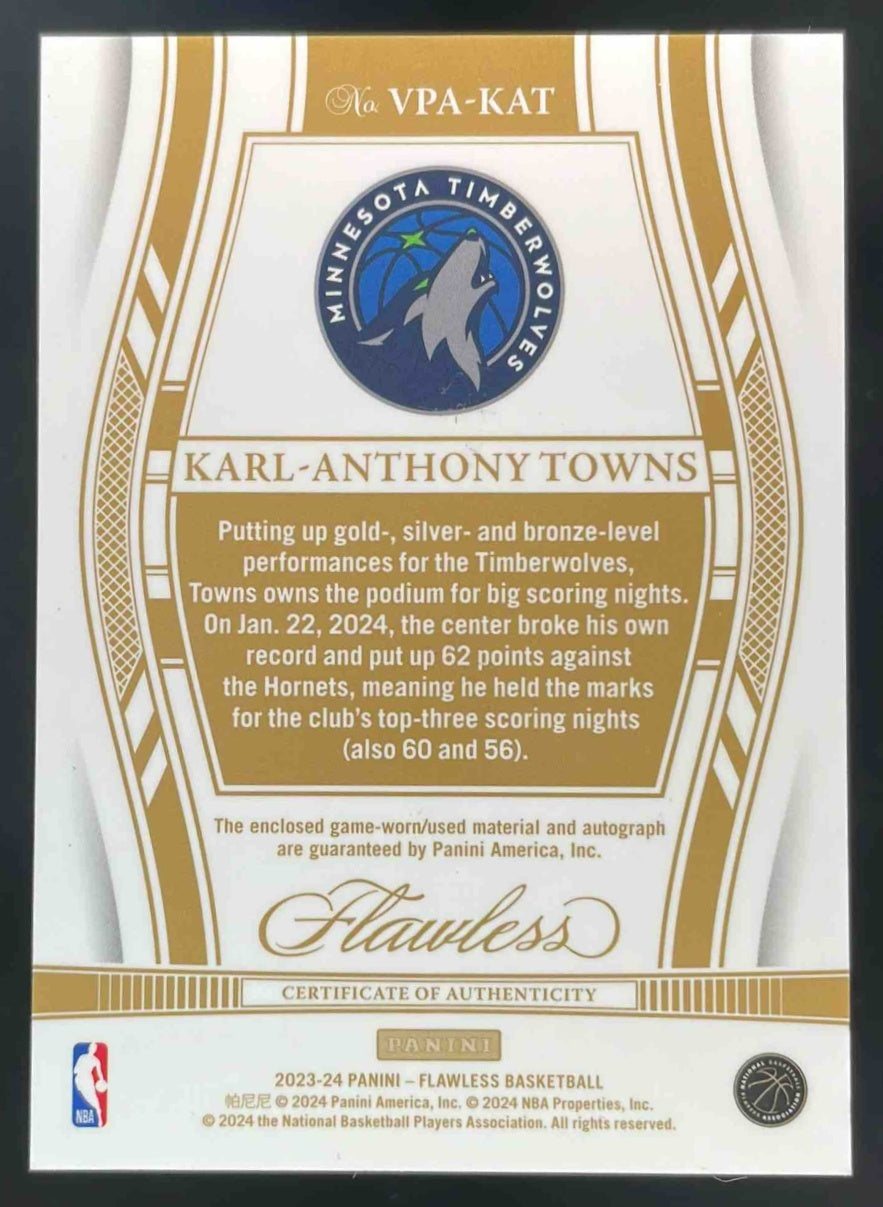 No. VPA-KAT
MINNESOTA TIMBERWOLVES
KARL-ANTHONY TOWNS
Putting up gold-, silver- and bronze-level
performances for the Timberwolves,
Towns owns the podium for big scoring nights.
On Jan. 22, 2024, the center broke his own
record and put up 62 points against
the Hornets, meaning he held the marks
for the club's top-three scoring nights
(also 60 and 56).
The enclosed game-worn/used material and autograph
are guaranteed by Panini America, Inc.
Flawless
CERTIFICATE OF AUTHENTICITY
PANINI
NBA
NATIONAL BASKETBALL PLAYERS ASSOCIATION
2023-24 PANINI – FLAWLESS BASKETBALL
帕尼尼 © 2024 Panini America, Inc. © 2024 NBA Properties, Inc.
© 2024 the National Basketball Players Association. All rights reserved.